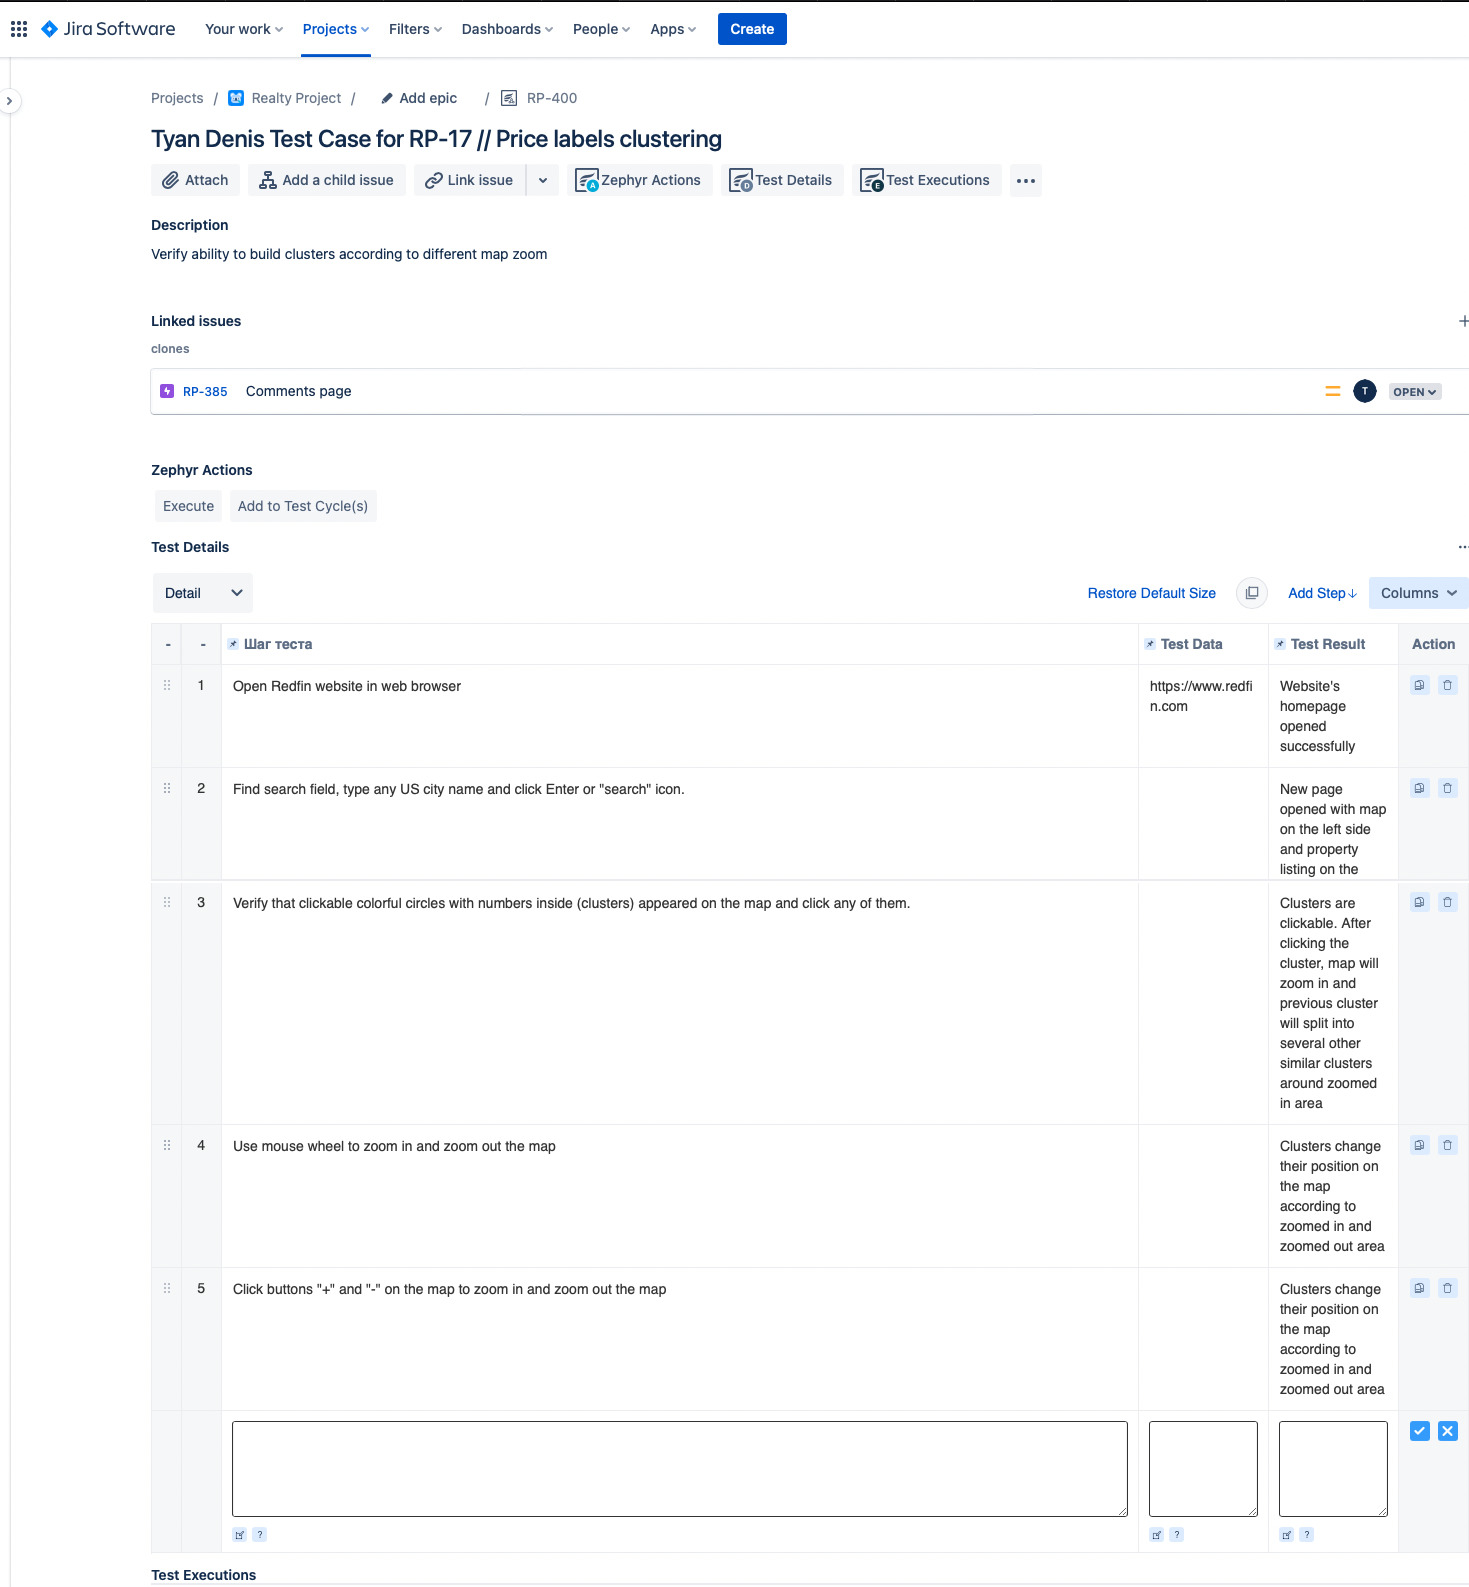 Jira Software Your work Projects Filters Dashboards People Apps Create
Projects / Realty Project / Add epic / RP-400
Tyan Denis Test Case for RP-17 // Price labels clustering
Attach Add a child issue Link issue Zephyr Actions Test Details Test Executions
Description
Verify ability to build clusters according to different map zoom
Linked issues
clones
RP-385 Comments page T OPEN
Zephyr Actions
Execute Add to Test Cycle(s)
Test Details
Detail Restore Default Size Add Step Columns
- - Шаг теста Test Data Test Result Action
1 Open Redfin website in web browser
https://www.redfi
n.com
Website's
homepage
opened
successfully
2 Find search field, type any US city name and click Enter or "search" icon.
New page
opened with map
on the left side
and property
listing on the
3 Verify that clickable colorful circles with numbers inside (clusters) appeared on the map and click any of them.
Clusters are
clickable. After
clicking the
cluster, map will
zoom in and
previous cluster
will split into
several other
similar clusters
around zoomed
in area
4 Use mouse wheel to zoom in and zoom out the map
Clusters change
their position on
the map
according to
zoomed in and
zoomed out area
5 Click buttons "+" and "-" on the map to zoom in and zoom out the map
Clusters change
their position on
the map
according to
zoomed in and
zoomed out area
? ? ?
Test Executions